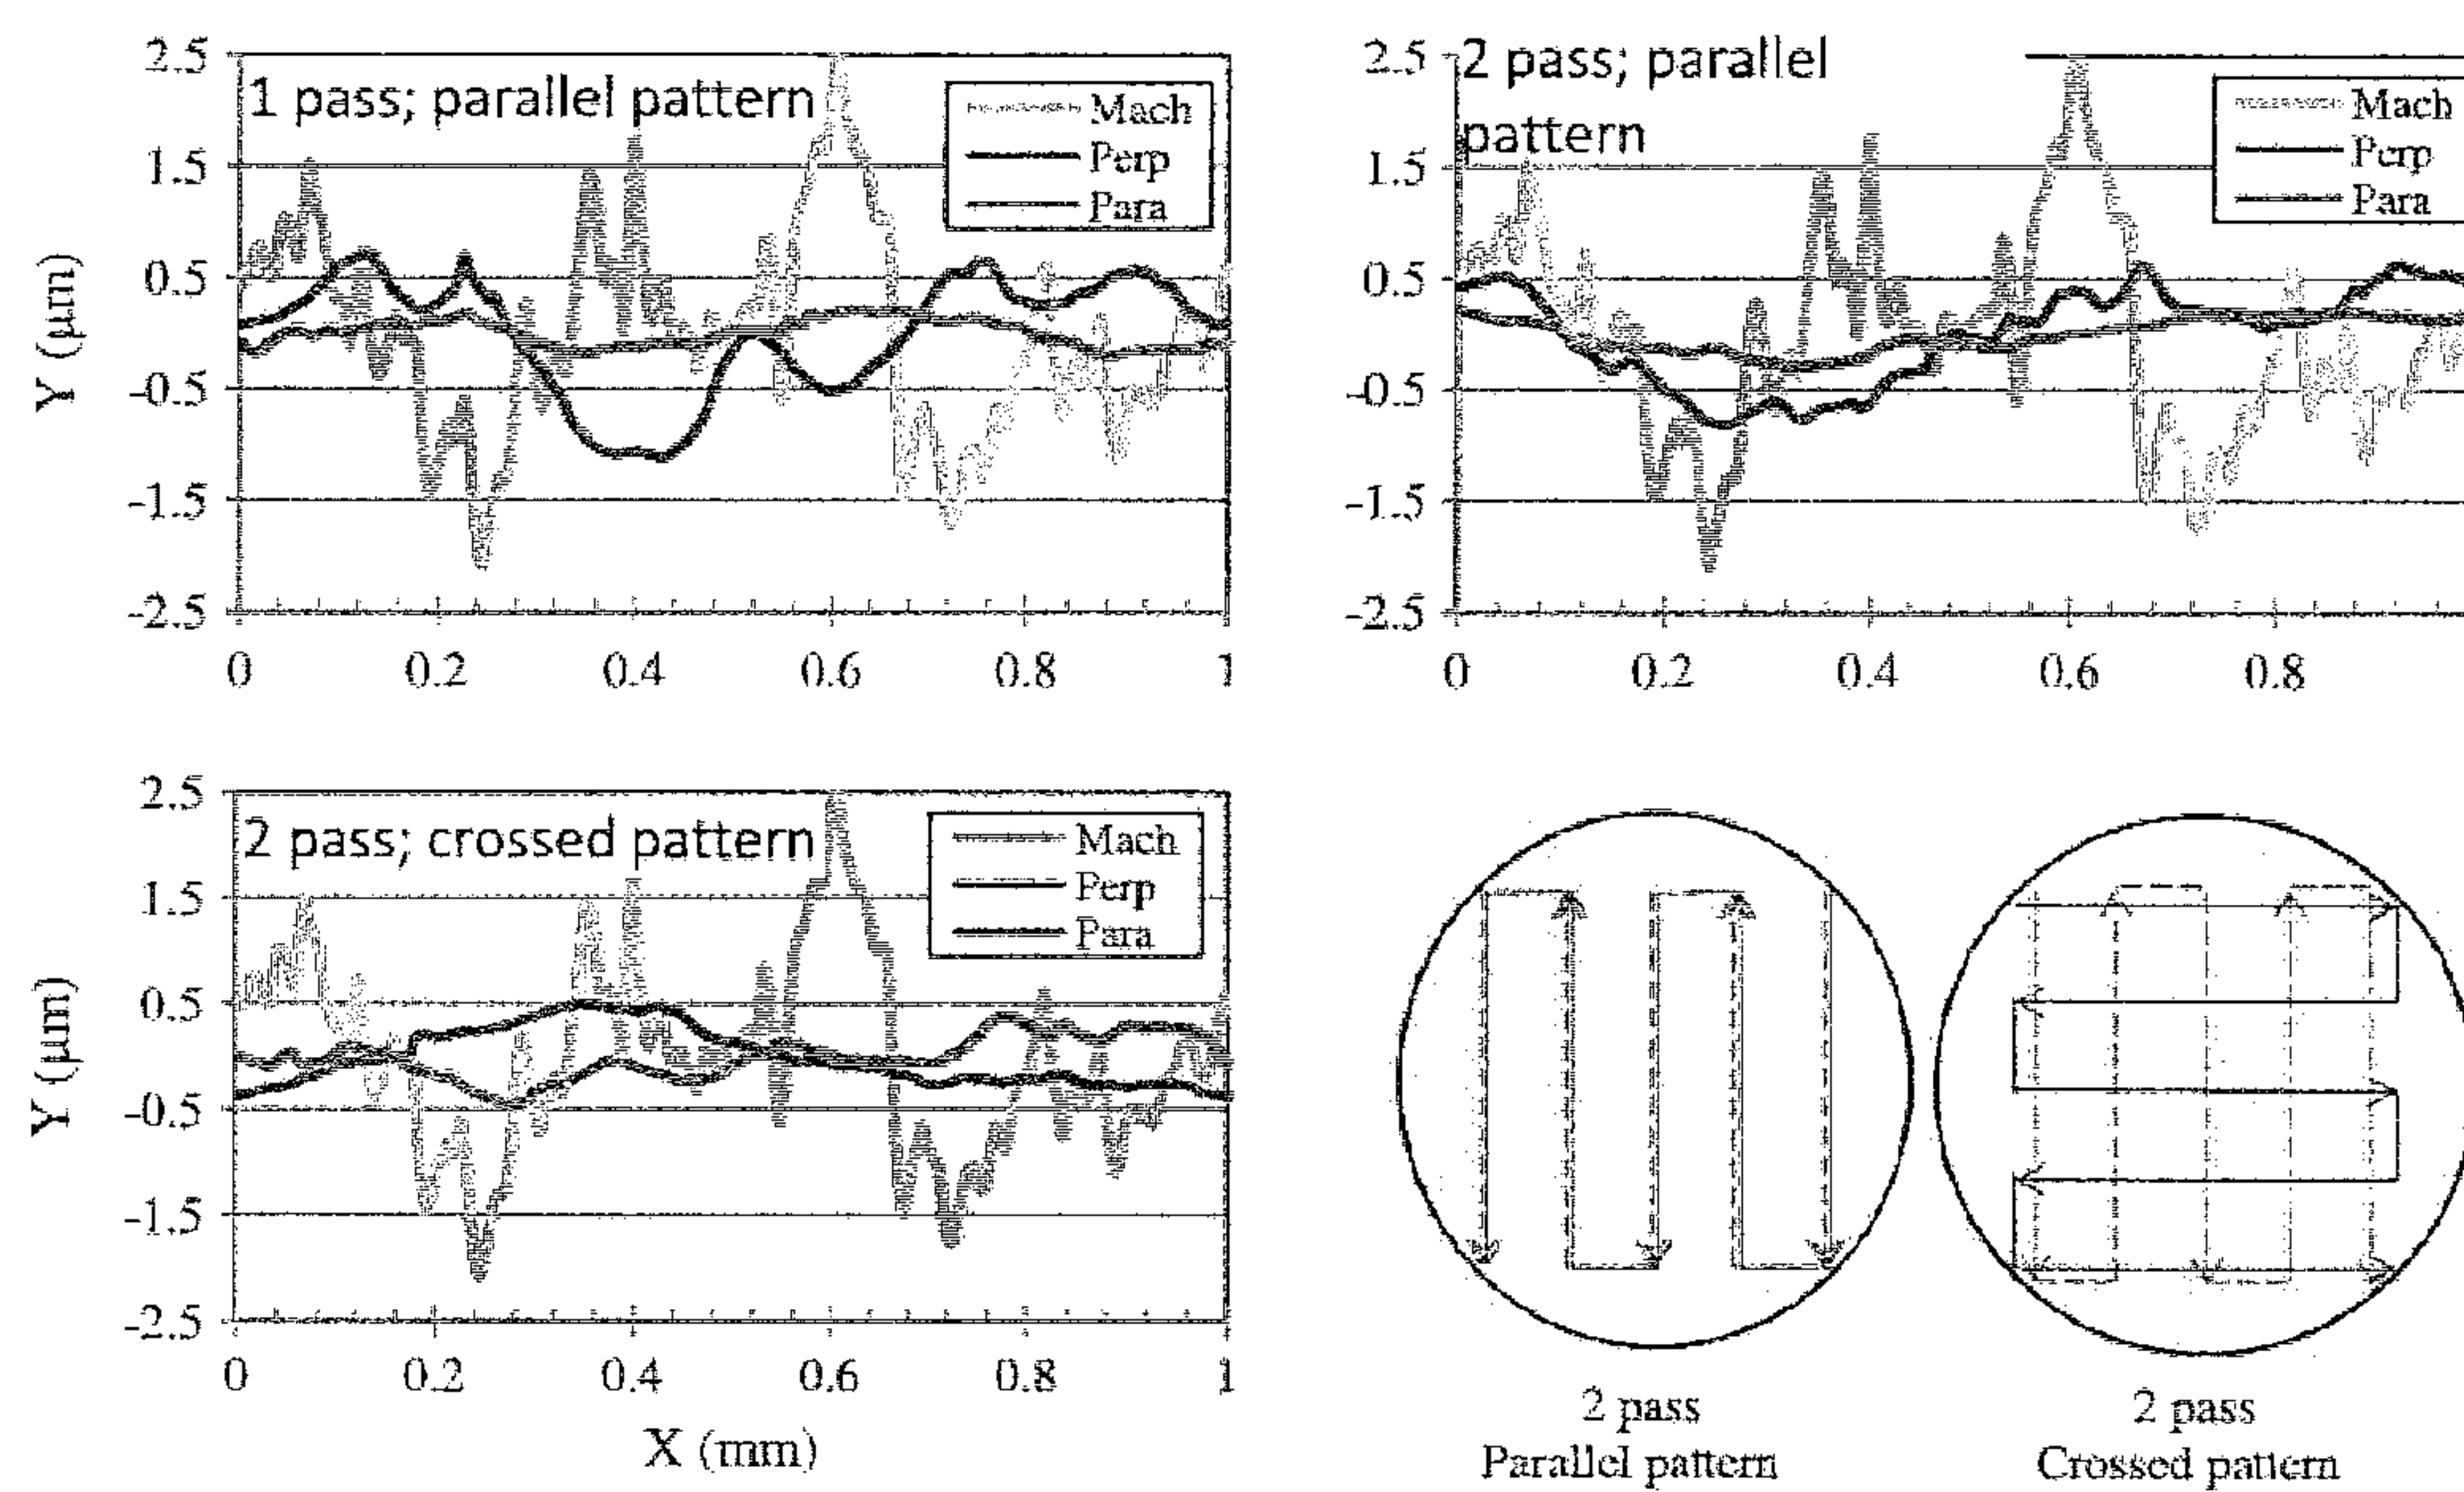 2.5
1 pass; parallel pattern
Mach
Perp
Para
1.5
0.5
-0.5
-1.5
-2.5
Y (µm)
0 0.2 0.4 0.6 0.8 1
2.5
2 pass; parallel
pattern
Mach
Perp
Para
1.5
0.5
-0.5
-1.5
-2.5
0 0.2 0.4 0.6 0.8
2.5
2 pass; crossed pattern
Mach
Perp
Para
1.5
0.5
-0.5
-1.5
-2.5
Y (µm)
0 0.2 0.4 0.6 0.8 1
X (mm)
2 pass
Parallel pattern
2 pass
Crossed pattern